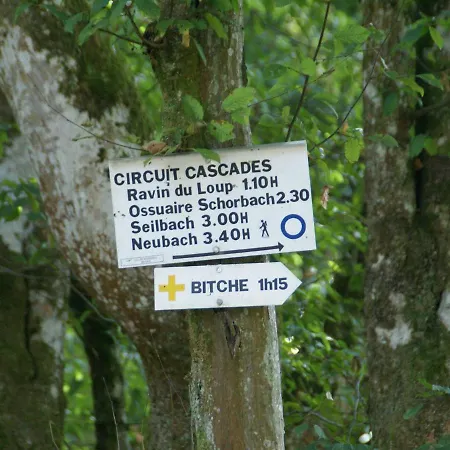 CIRCUIT CASCADES
Ravin du Loup 1.10H
Ossuaire Schorbach 2.30
Seilbach 3.00H
Neubach 3.40H
BITCHE 1h15